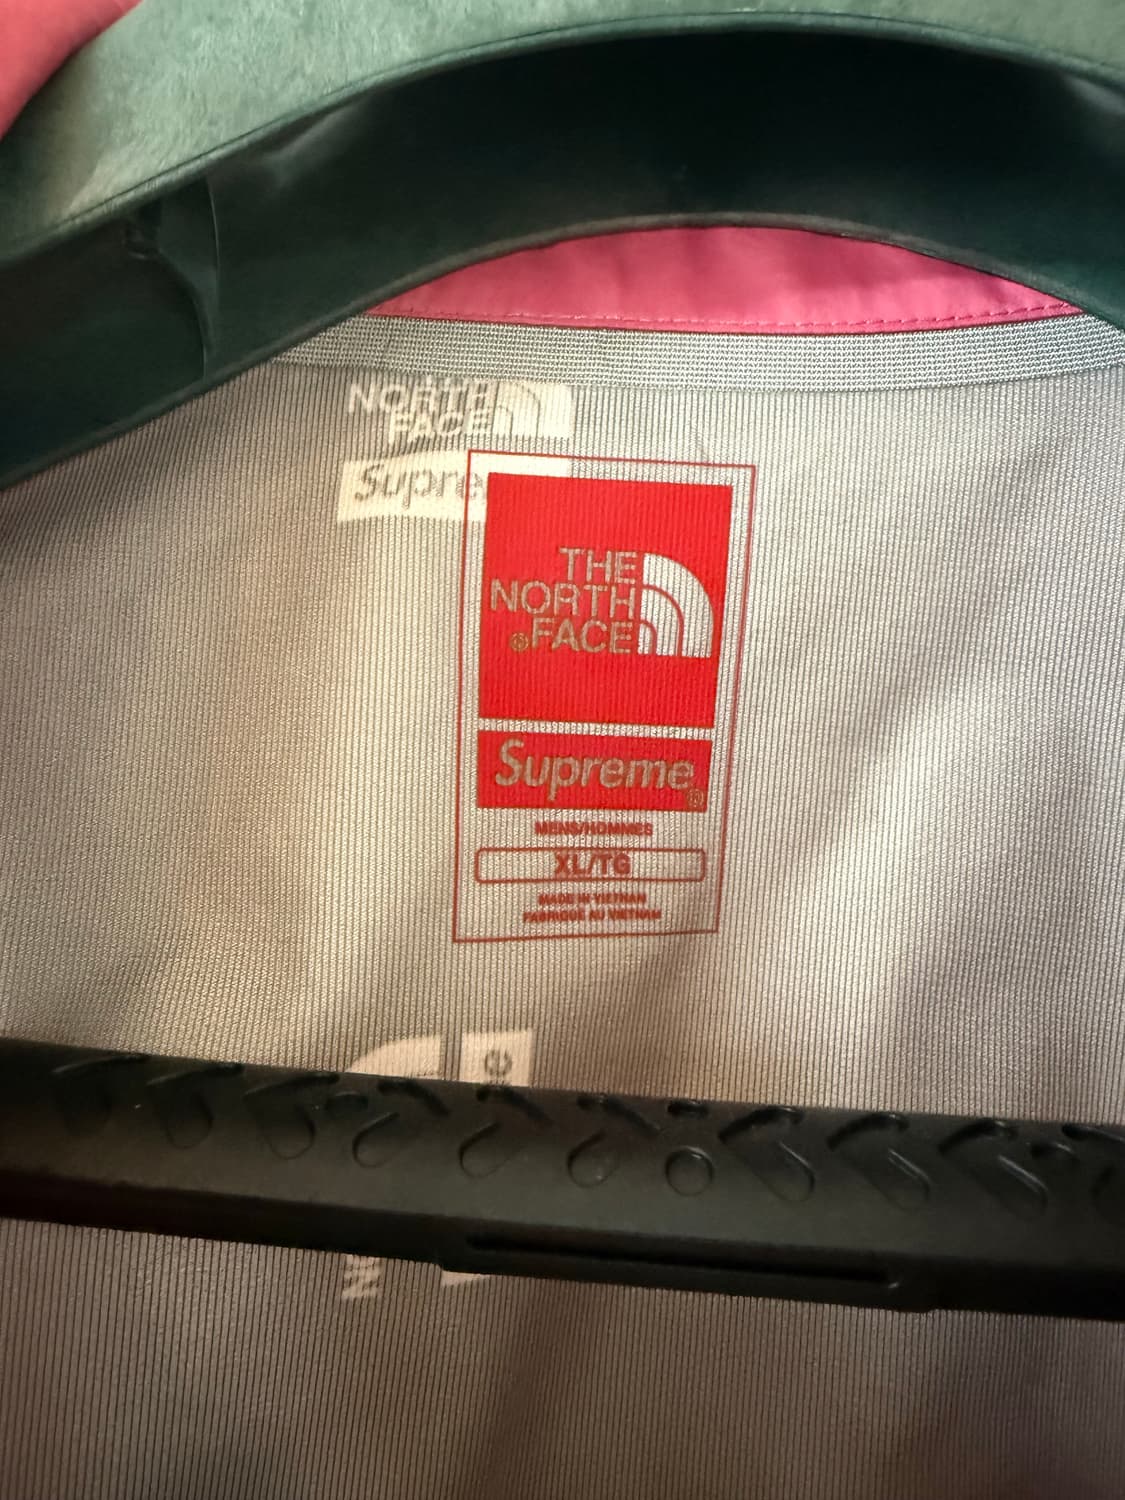 NORTH
FACE
Supre
THE
NORTH
®FACE
Supreme®
MENS/HOMMES
XL/TG
MADE IN VIETNAM
FABRIQUÉ AU VIETNAM
e